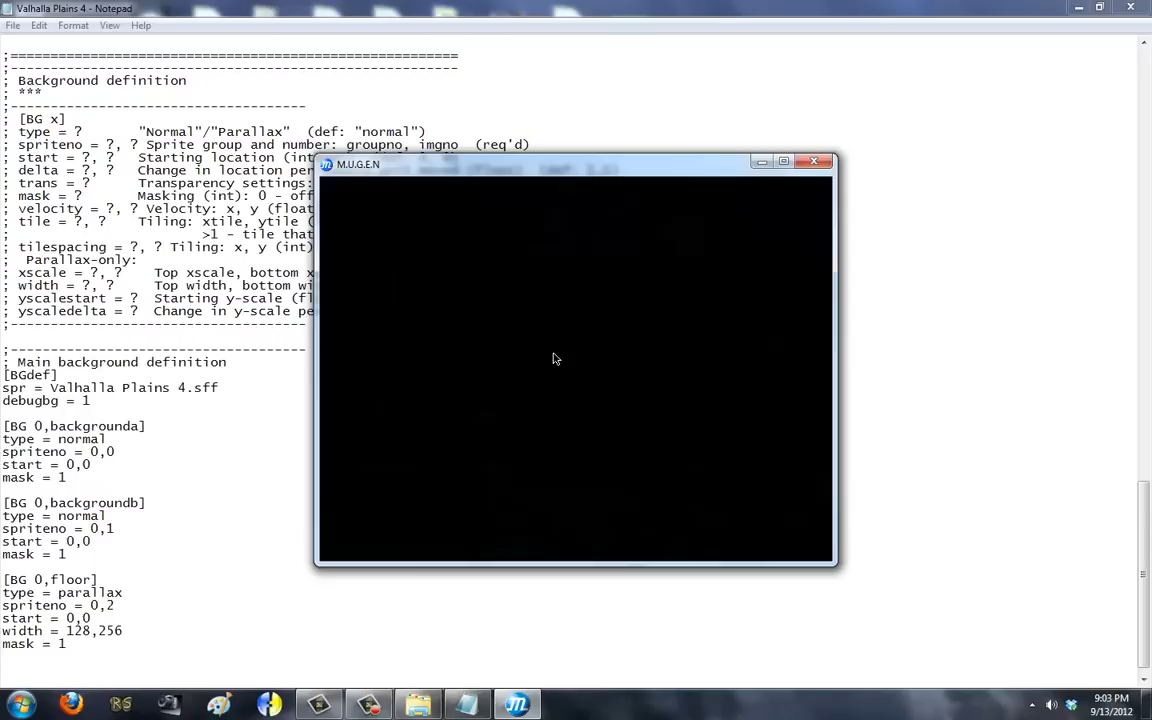 Valhalla Plains 4 - Notepad
File Edit Format View Help
;=======================================================
;-------------------------------------------------------
; Background definition
; ***
;------------------------------------
; [BG x]
; type = ? "Normal"/"Parallax" (def: "normal")
; spriteno = ?, ? Sprite group and number: groupno, imgno (req'd)
; start = ?, ? Starting location (int
; delta = ?, ? Change in location per
; trans = ? Transparency settings:
; mask = ? Masking (int): 0 - off
; velocity = ?, ? Velocity: x, y (float
; tile = ?, ? Tiling: xtile, ytile (
; >1 - tile that
; tilespacing = ?, ? Tiling: x, y (int)
; Parallax-only:
; xscale = ?, ? Top xscale, bottom x
; width = ?, ? Top width, bottom wi
; yscalestart = ? Starting y-scale (fl
; yscaledelta = ? Change in y-scale pe
;------------------------------------
;------------------------------------
; Main background definition
[BGdef]
spr = Valhalla Plains 4.sff
debugbg = 1
[BG 0,backgrounda]
type = normal
spriteno = 0,0
start = 0,0
mask = 1
[BG 0,backgroundb]
type = normal
spriteno = 0,1
start = 0,0
mask = 1
[BG 0,floor]
type = parallax
spriteno = 0,2
start = 0,0
width = 128,256
mask = 1
M.U.G.E.N
RS
9:03 PM
9/13/2012